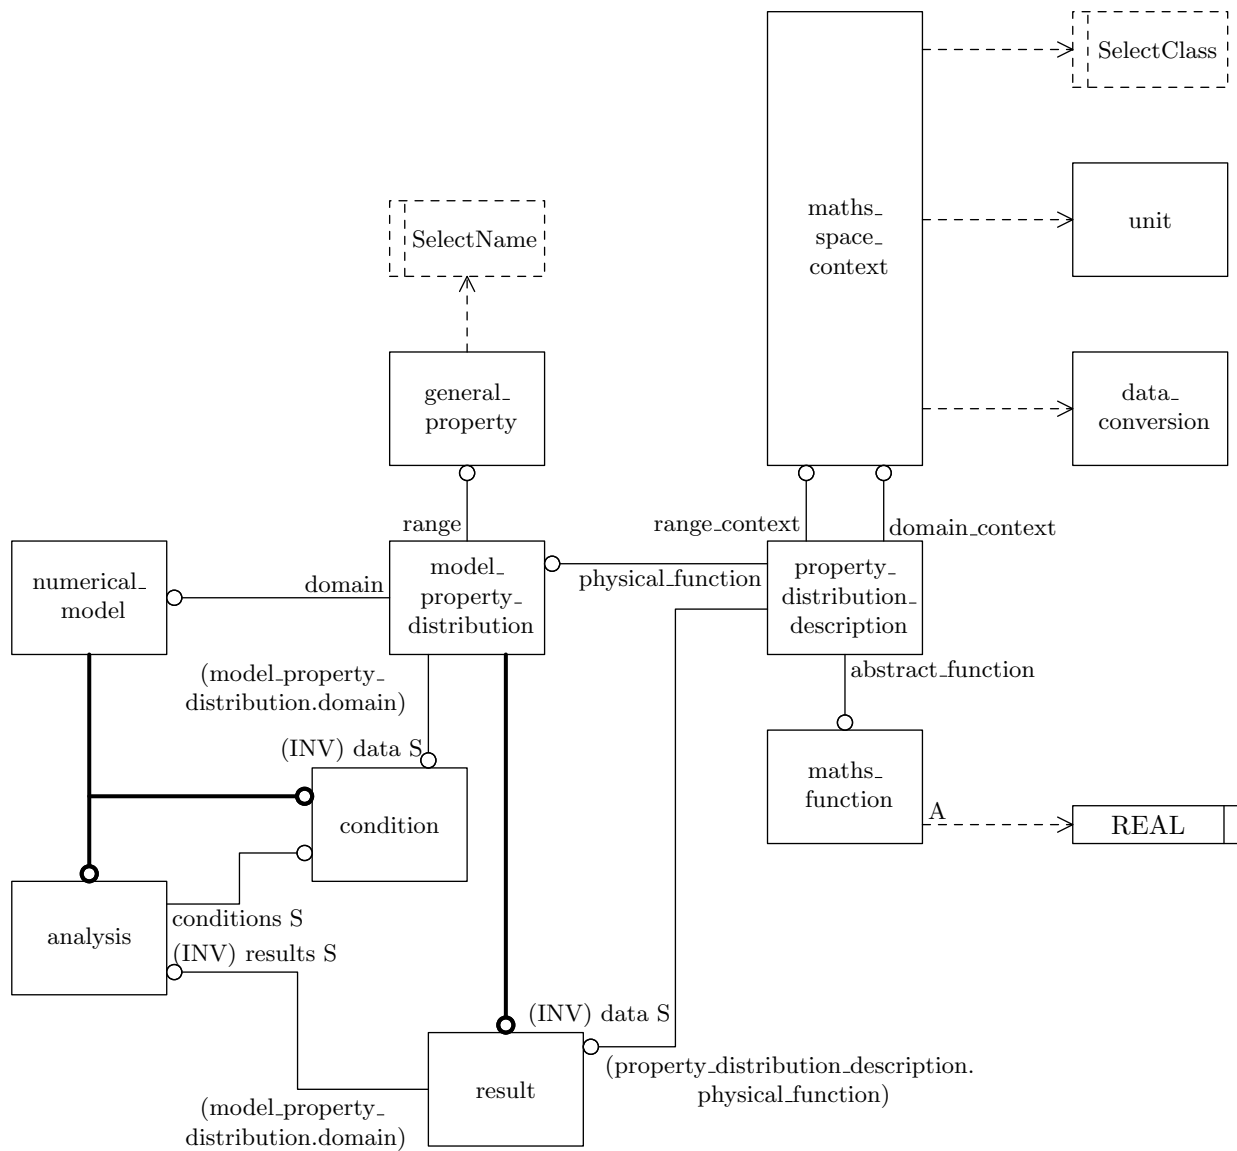 SelectClass
maths_
space_
context
unit
SelectName
general_
property
data_
conversion
range
range_context
domain_context
numerical_
model
domain
model_
property_
distribution
physical_function
property_
distribution_
description
(model_property_
distribution.domain)
abstract_function
(INV) data S
maths_
function
A
REAL
condition
analysis
conditions S
(INV) results S
(INV) data S
result
(property_distribution_description.
physical_function)
(model_property_
distribution.domain)